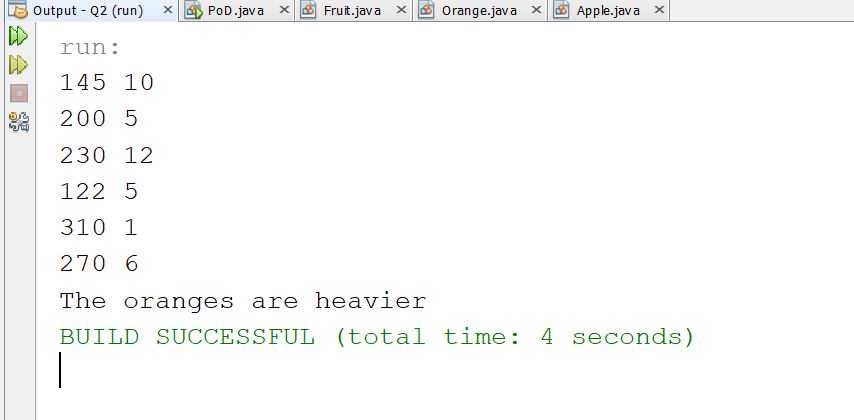 Output - Q2 (run)
PoD.java
Fruit.java
Orange.java
Apple.java
run:
145 10
200 5
230 12
122 5
310 1
270 6
The oranges are heavier
BUILD SUCCESSFUL (total time: 4 seconds)